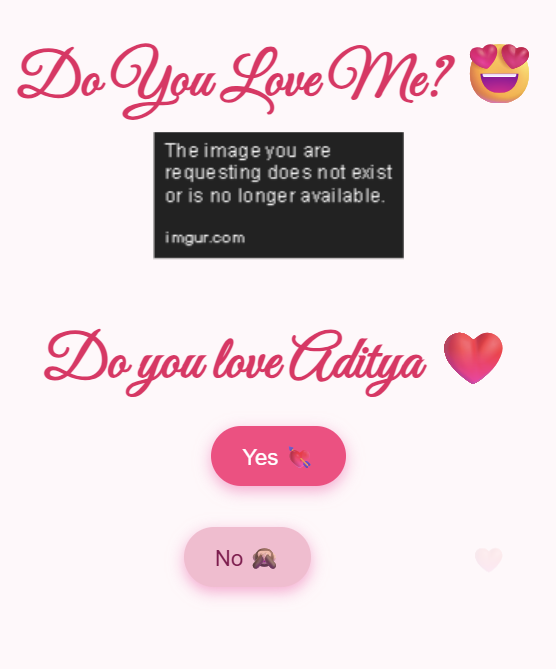 Do You Love Me? 😍
The image you are
requesting does not exist
or is no longer available.
imgur.com
Do you love Aditya ❤️
Yes 💘
No 🙈